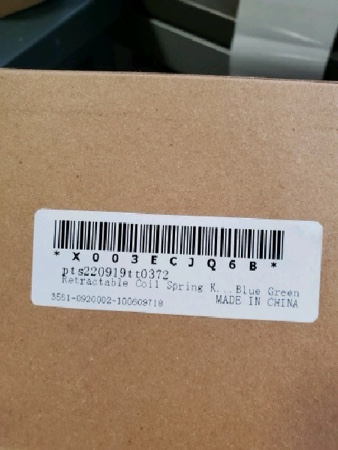 *X003ECJQ6B*
pts220919tt0372
Retractable Coil Spring K...Blue Green
3551-0920002-100609718 MADE IN CHINA